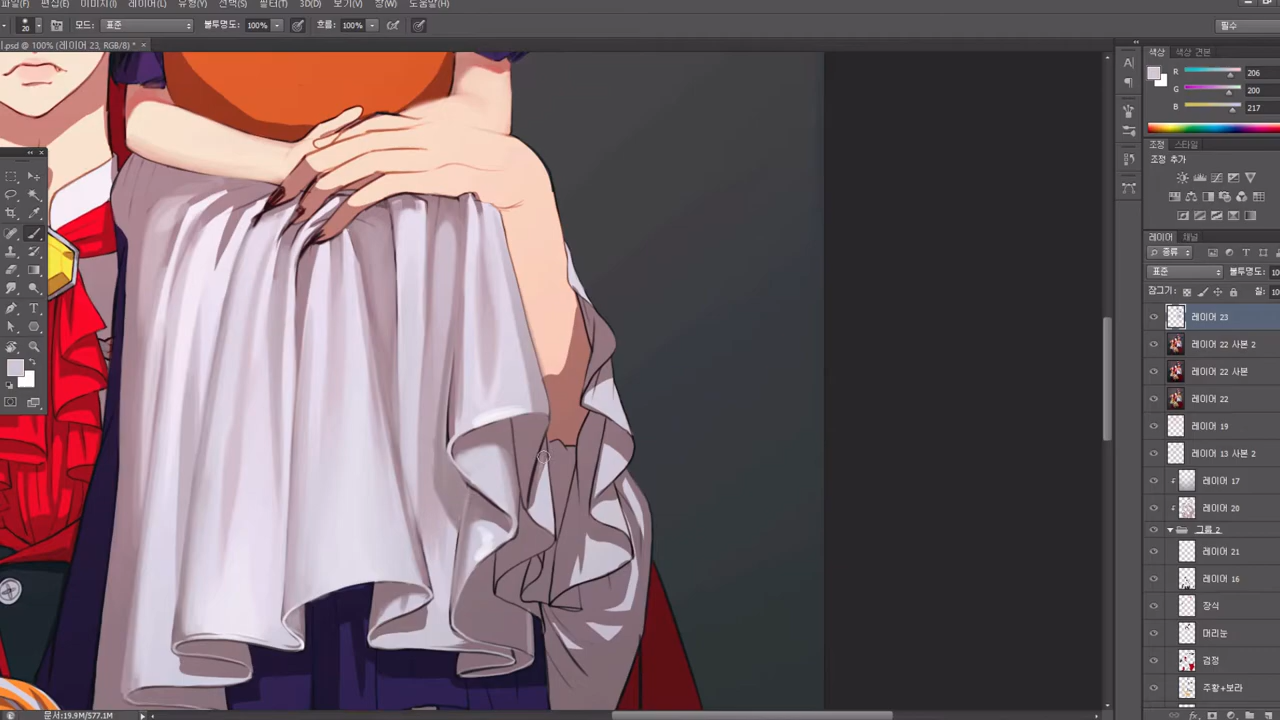 파일(F) 편집(E) 이미지(I) 레이어(L) 유형(Y) 선택(S) 필터(T) 3D(D) 보기(V) 창(W) 도움말(H)
20 모드: 표준 불투명도: 100% 흐름: 100% 필수
l.psd @ 100% (레이어 23, RGB/8) *
색상 색상 견본
R 206
G 200
B 217
조정 스타일
조정 추가
레이어 채널
종류
표준 불투명도: 10
잠그기: 칠: 10
레이어 23
레이어 22 사본 2
레이어 22 사본
레이어 22
레이어 19
레이어 13 사본 2
레이어 17
레이어 20
그룹 2
레이어 21
레이어 16
장식
머리눈
검정
주황+보라
문서:19.9M/577.1M